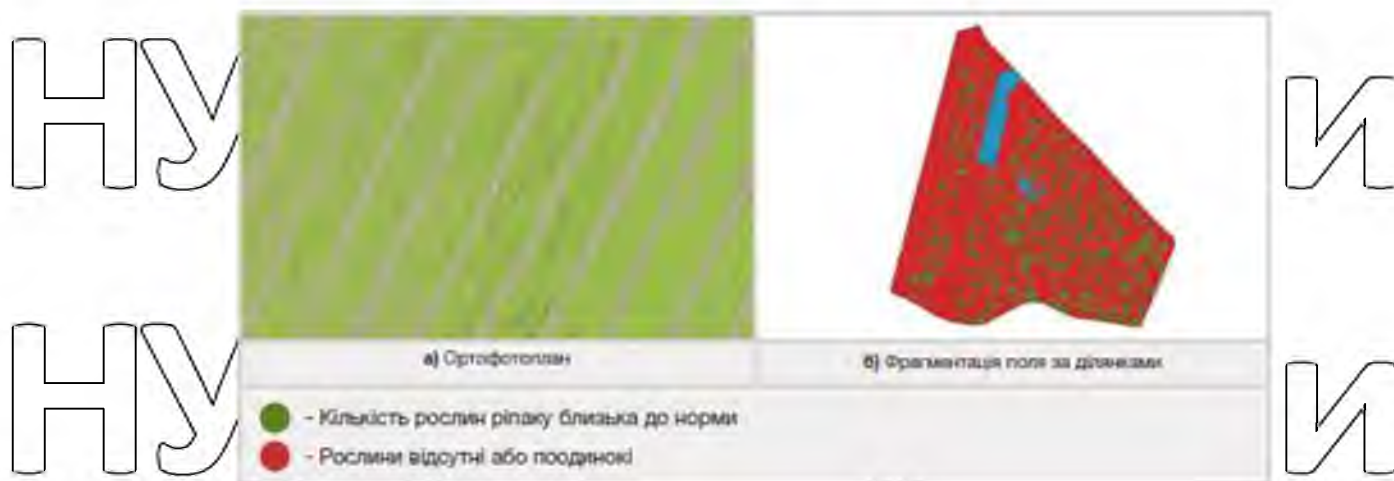 НУ
И
а) Ортофотоплан
б) Фрагментація поля за ділянками
НУ
И
- Кількість рослин ріпаку близька до норми
- Рослини відсутні або поодинокі